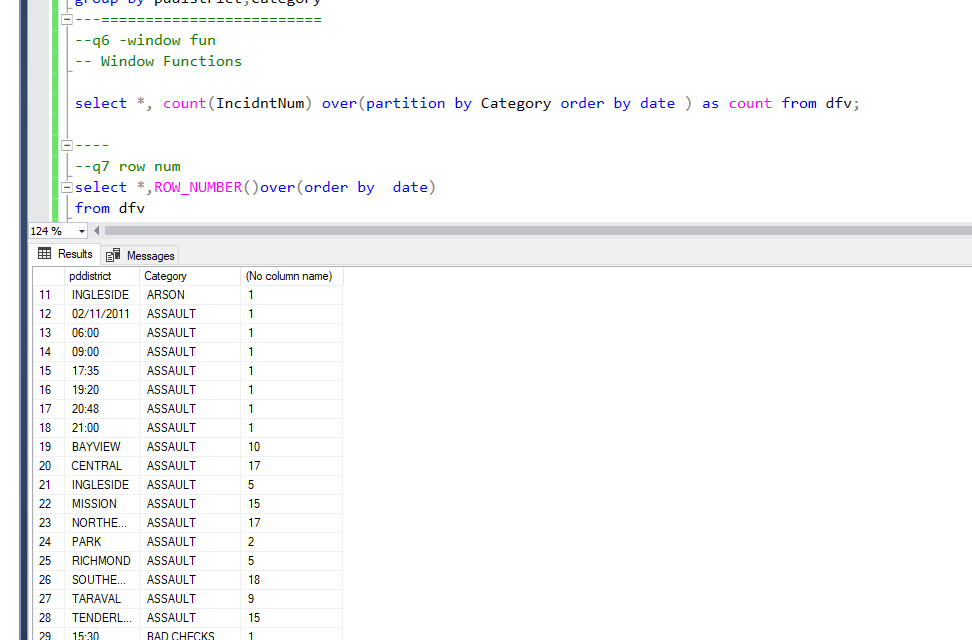 group by pddistrict,Category
---=========================
--q6 -window fun
-- Window Functions
select *, count(IncidntNum) over(partition by Category order by date ) as count from dfv;
----
--q7 row num
select *,ROW_NUMBER()over(order by  date)
from dfv
124 %
Results Messages
pddistrict Category (No column name)
11 INGLESIDE ARSON 1
12 02/11/2011 ASSAULT 1
13 06:00 ASSAULT 1
14 09:00 ASSAULT 1
15 17:35 ASSAULT 1
16 19:20 ASSAULT 1
17 20:48 ASSAULT 1
18 21:00 ASSAULT 1
19 BAYVIEW ASSAULT 10
20 CENTRAL ASSAULT 17
21 INGLESIDE ASSAULT 5
22 MISSION ASSAULT 15
23 NORTHE... ASSAULT 17
24 PARK ASSAULT 2
25 RICHMOND ASSAULT 5
26 SOUTHE... ASSAULT 18
27 TARAVAL ASSAULT 9
28 TENDERL... ASSAULT 15
29 15:30 BAD CHECKS 1